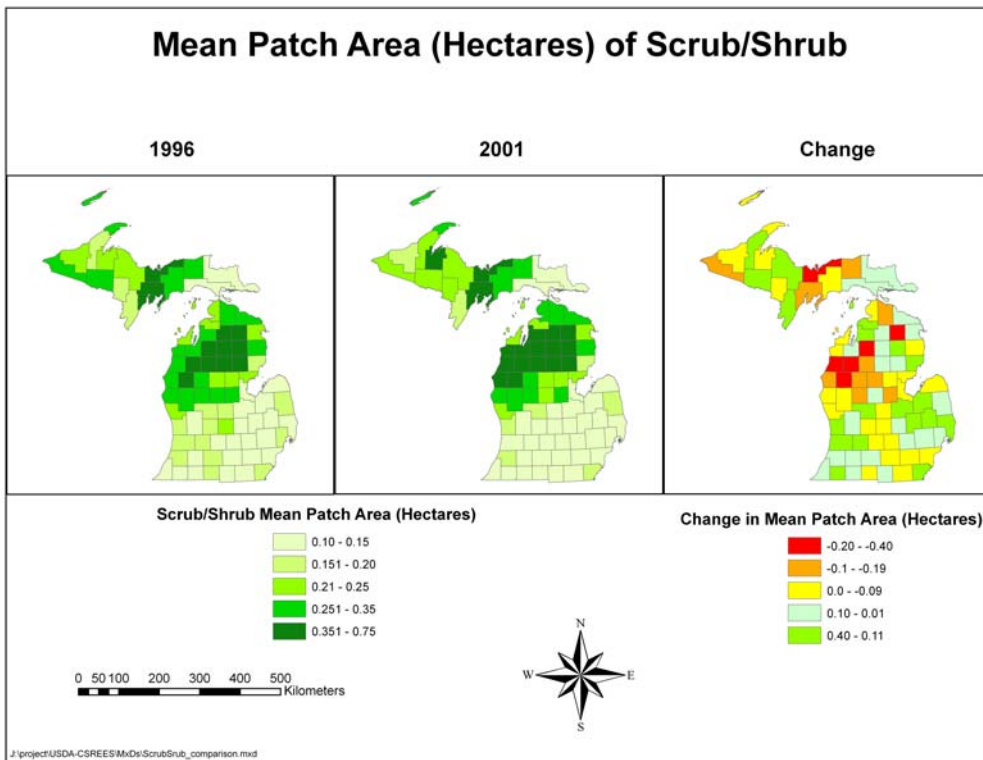 Mean Patch Area (Hectares) of Scrub/Shrub
1996
2001
Change
Scrub/Shrub Mean Patch Area (Hectares)
0.10 - 0.15
0.151 - 0.20
0.21 - 0.25
0.251 - 0.35
0.351 - 0.75
Change in Mean Patch Area (Hectares)
-0.20 - -0.40
-0.1 - -0.19
0.0 - -0.09
0.10 - 0.01
0.40 - 0.11
0 50 100 200 300 400 500
Kilometers
N
W E
S
J:\project\USDA-CSREES\MxDs\ScrubSrub_comparison.mxd